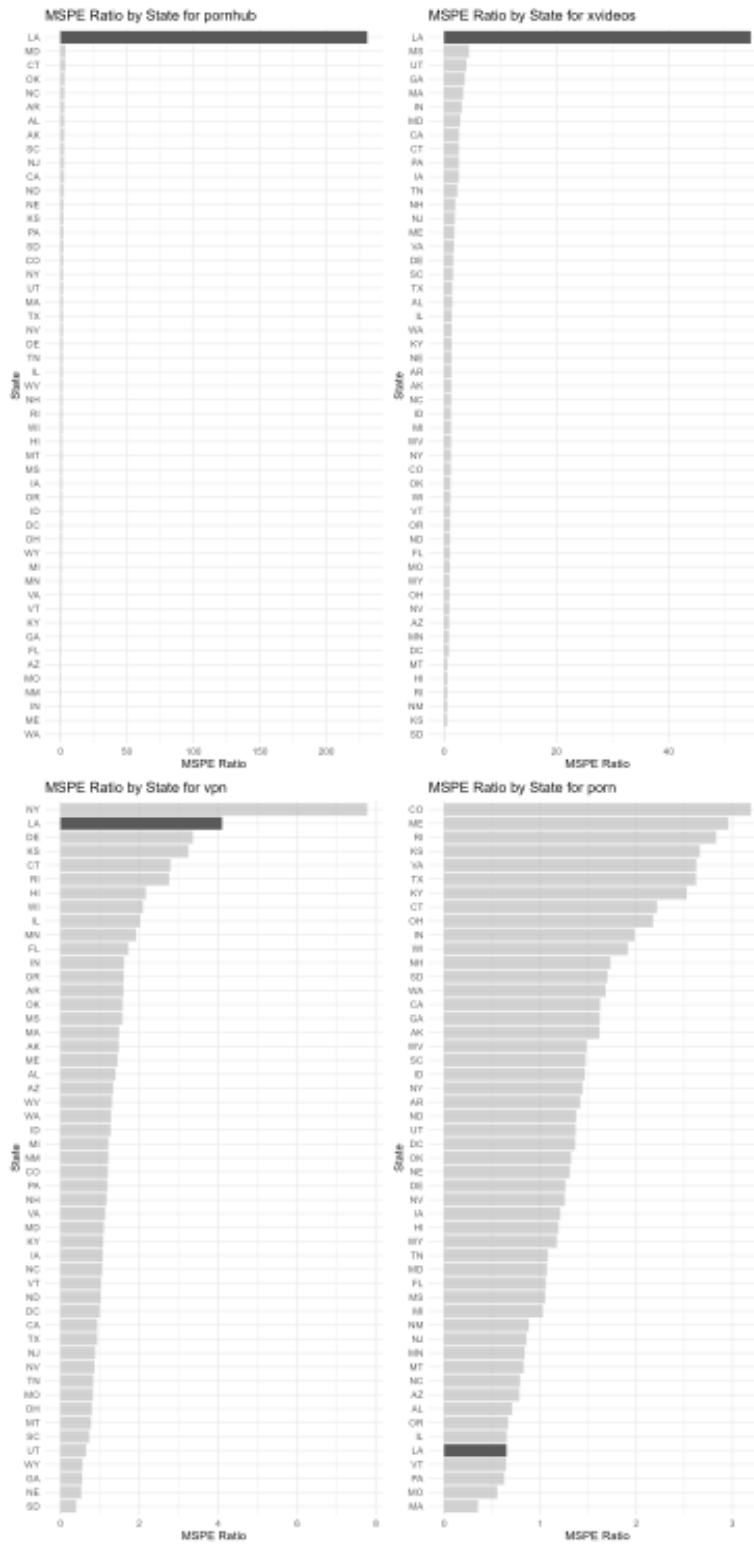 MSPE Ratio by State for pornhub
LA
MD
CT
OK
NC
AR
AL
AK
SC
NJ
CA
ND
NE
KS
PA
SD
CO
NY
UT
MA
TX
NV
DE
TN
IL
WV
NH
RI
WI
HI
MT
MS
IA
OR
ID
DC
OH
WY
MI
MN
VA
VT
KY
GA
FL
AZ
MO
NM
IN
ME
WA
State
0 50 100 150 200
MSPE Ratio
MSPE Ratio by State for xvideos
LA
MS
UT
GA
MA
IN
MD
CA
CT
PA
IA
TN
NH
NJ
ME
VA
DE
SC
TX
AL
IL
WA
KY
NE
AR
AK
NC
ID
MI
WV
NY
CO
OK
WI
VT
OR
ND
FL
MO
WY
OH
NV
AZ
MN
DC
MT
HI
RI
NM
KS
SD
State
0 20 40
MSPE Ratio
MSPE Ratio by State for vpn
NY
LA
DE
KS
CT
RI
HI
WI
IL
MN
FL
IN
OR
AR
OK
MS
MA
AK
ME
AL
AZ
WV
WA
ID
MI
NM
CO
PA
NH
VA
MD
KY
IA
NC
VT
ND
DC
CA
TX
NJ
NV
TN
MO
OH
MT
SC
UT
WY
GA
NE
SD
State
0 2 4 6 8
MSPE Ratio
MSPE Ratio by State for porn
CO
ME
RI
KS
VA
TX
KY
CT
OH
IN
WI
NH
SD
WA
CA
GA
AK
WV
SC
ID
NY
AR
ND
UT
DC
OK
NE
DE
NV
IA
HI
WY
TN
MD
FL
MS
MI
NM
NJ
MN
MT
NC
AZ
AL
OR
IL
LA
VT
PA
MO
MA
State
0 1 2 3
MSPE Ratio